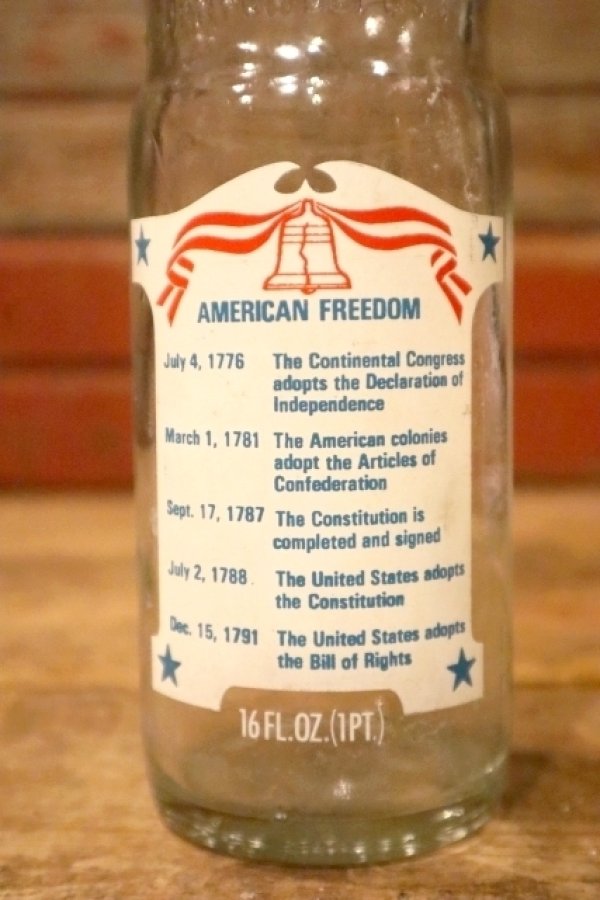 AMERICAN FREEDOM
July 4, 1776 The Continental Congress
adopts the Declaration of
Independence
March 1, 1781 The American colonies
adopt the Articles of
Confederation
Sept. 17, 1787 The Constitution is
completed and signed
July 2, 1788 The United States adopts
the Constitution
Dec. 15, 1791 The United States adopts
the Bill of Rights
16 FL.OZ.(1PT.)